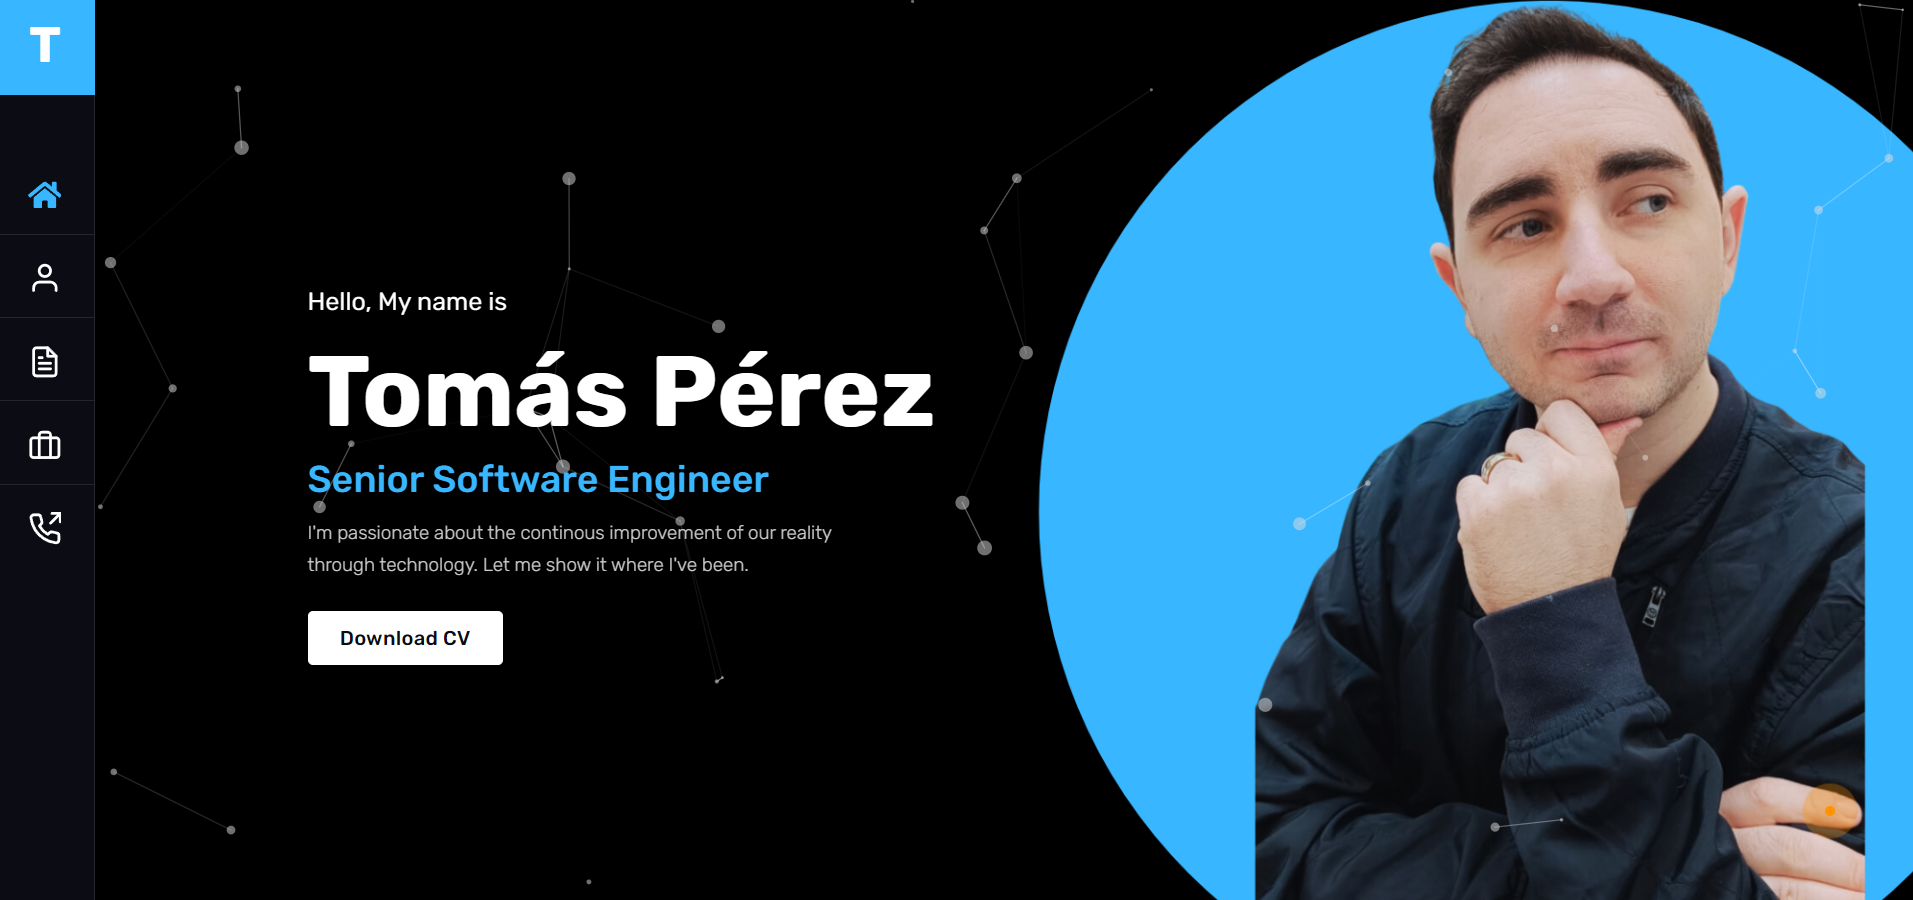 T
Hello, My name is
Tomás Pérez
Senior Software Engineer
I'm passionate about the continous improvement of our reality
through technology. Let me show it where I've been.
Download CV